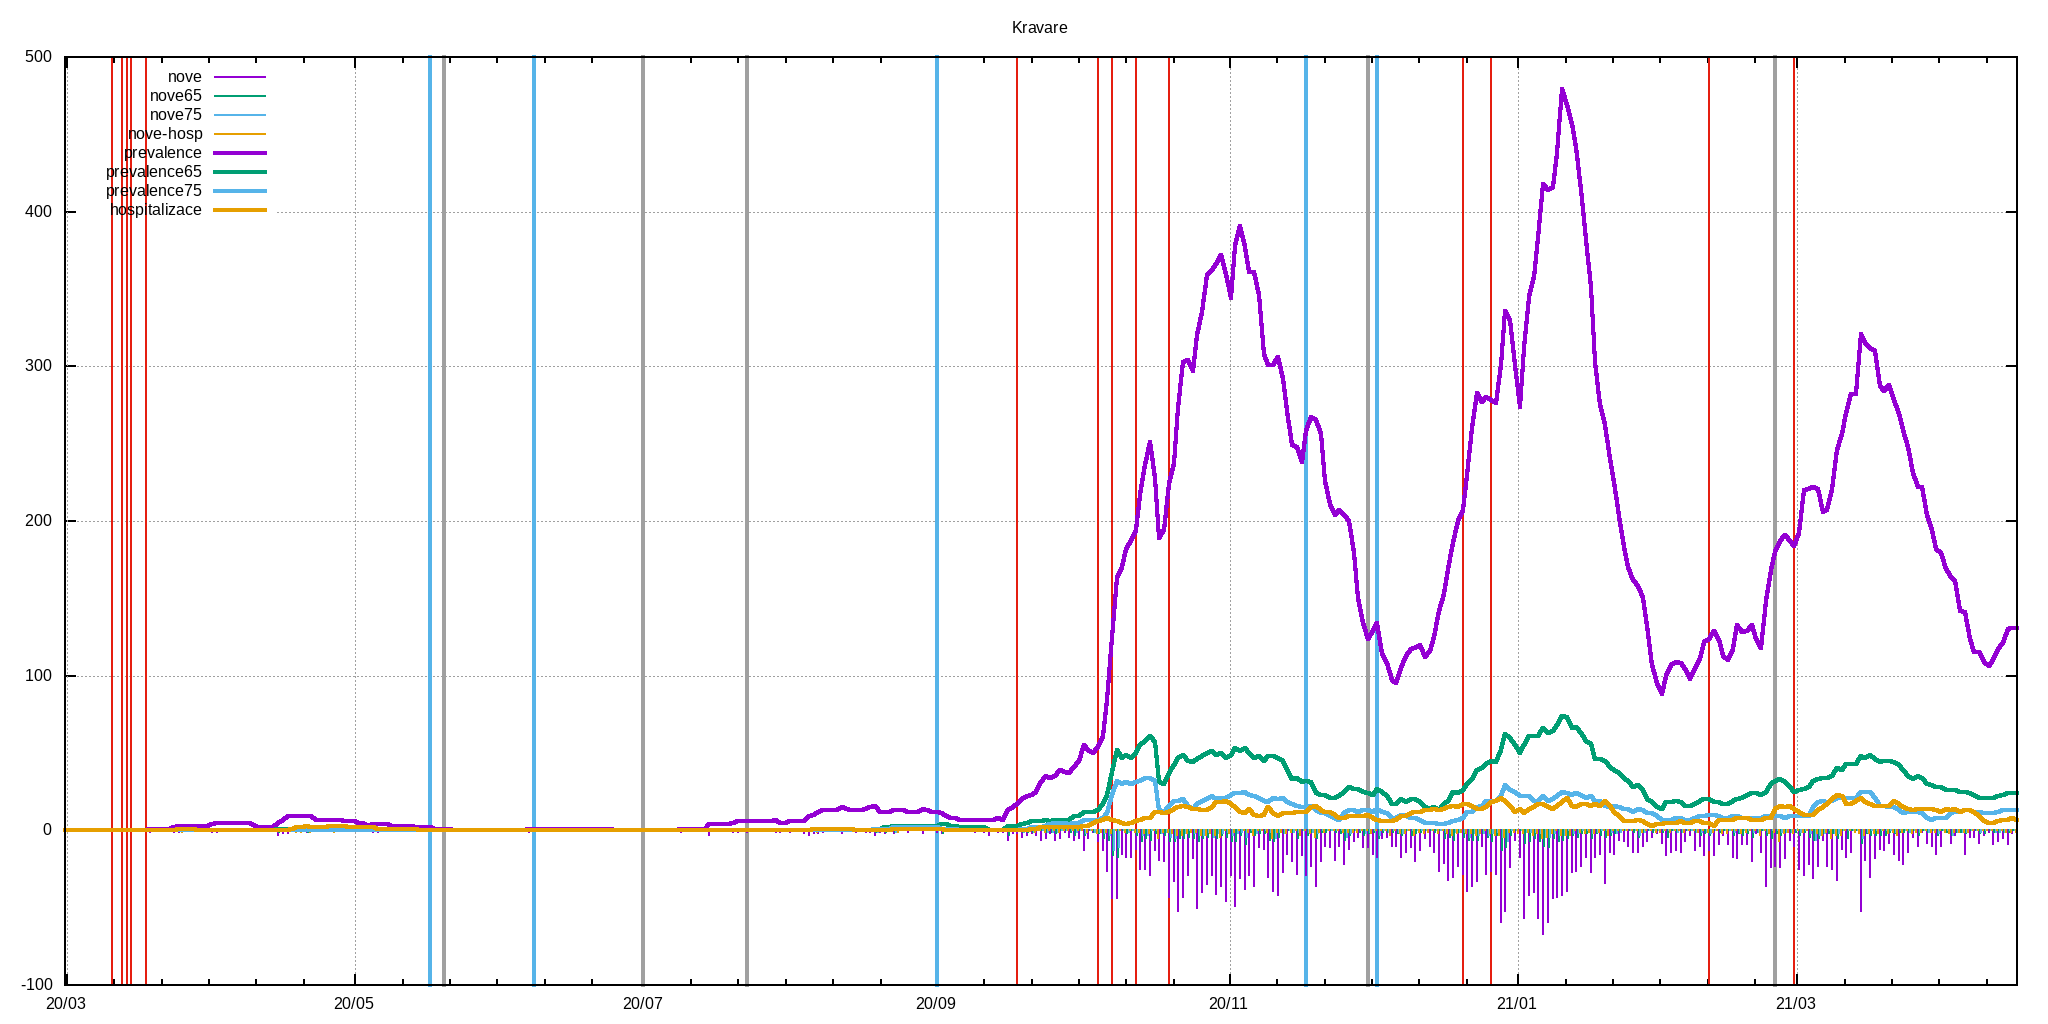 Kravare
500
400
300
200
100
0
-100
nove
nove65
nove75
nove-hosp
prevalence
prevalence65
prevalence75
hospitalizace
20/03 20/05 20/07 20/09 20/11 21/01 21/03